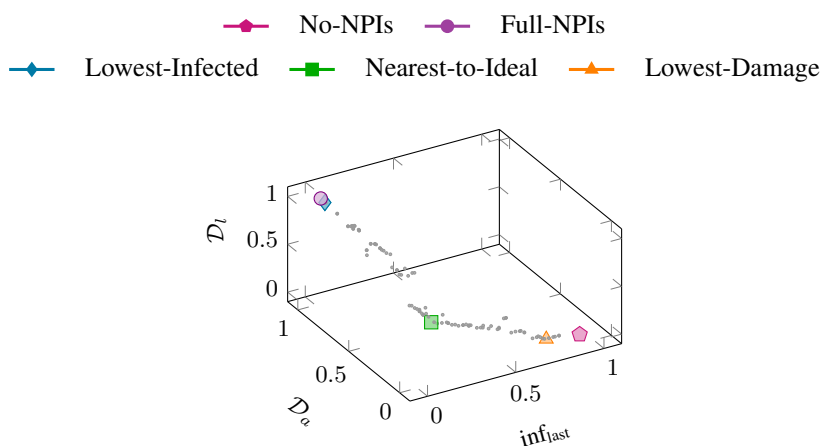 No-NPIs Full-NPIs
Lowest-Infected Nearest-to-Ideal Lowest-Damage
1
0.5
0
𝒟l
1
0.5
0
𝒟a
0
0.5
1
inflast